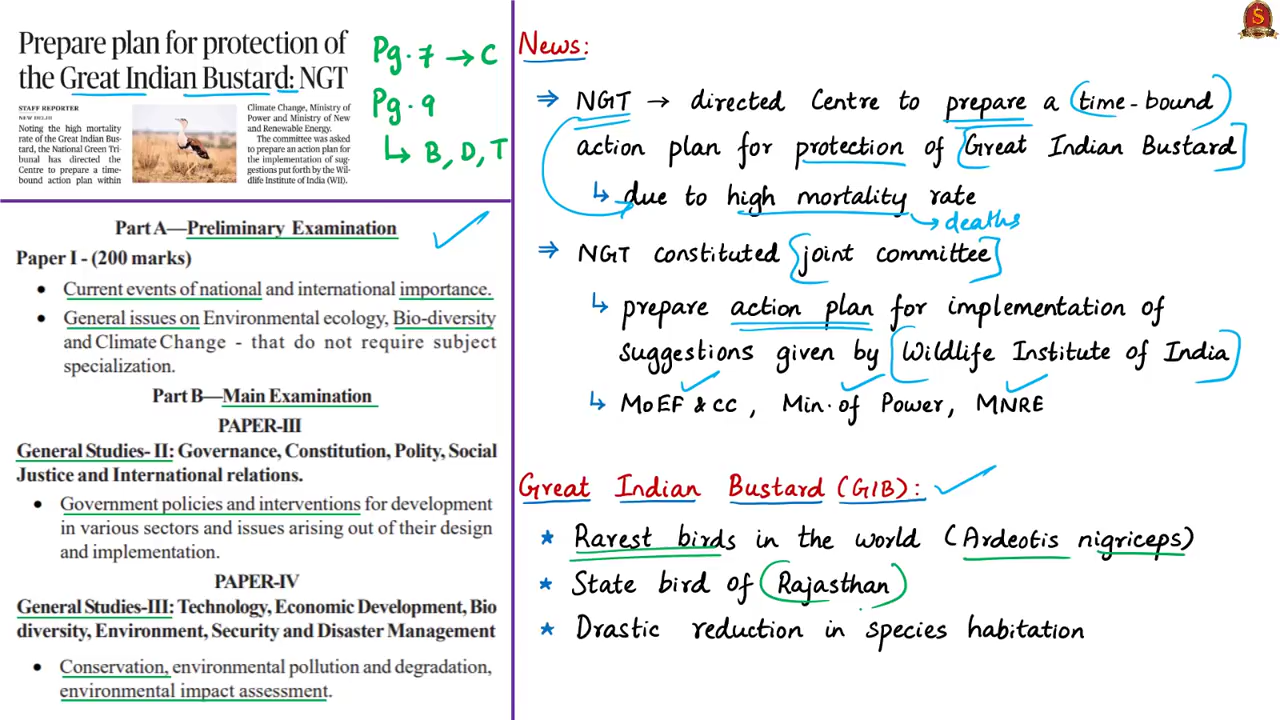 Prepare plan for protection of
the Great Indian Bustard: NGT
STAFF REPORTER
NEW DELHI
Noting the high mortality
rate of the Great Indian Bus-
tard, the National Green Tri-
bunal has directed the
Centre to prepare a time-
bound action plan within
Climate Change, Ministry of
Power and Ministry of New
and Renewable Energy.
The committee was asked
to prepare an action plan for
the implementation of sug-
gestions put forth by the Wil-
life Institute of India (WII).
Pg. 7 → C
Pg. 9
↳ B, D, T
Part A—Preliminary Examination
Paper I - (200 marks)
• Current events of national and international importance.
• General issues on Environmental ecology, Bio-diversity
and Climate Change - that do not require subject
specialization.
Part B—Main Examination
PAPER-III
General Studies- II: Governance, Constitution, Polity, Social
Justice and International relations.
• Government policies and interventions for development
in various sectors and issues arising out of their design
and implementation.
PAPER-IV
General Studies-III: Technology, Economic Development, Bio
diversity, Environment, Security and Disaster Management
• Conservation, environmental pollution and degradation,
environmental impact assessment.
S
News:
⇒ NGT → directed Centre to prepare a time-bound
action plan for protection of Great Indian Bustard
↳ due to high mortality rate
→ deaths
⇒ NGT constituted joint committee
↳ prepare action plan for implementation of
suggestions given by Wildlife Institute of India
↳ MoEF & CC, Min. of Power, MNRE
Great Indian Bustard (GIB):
* Rarest birds in the world (Ardeotis nigriceps)
* State bird of Rajasthan
* Drastic reduction in species habitation